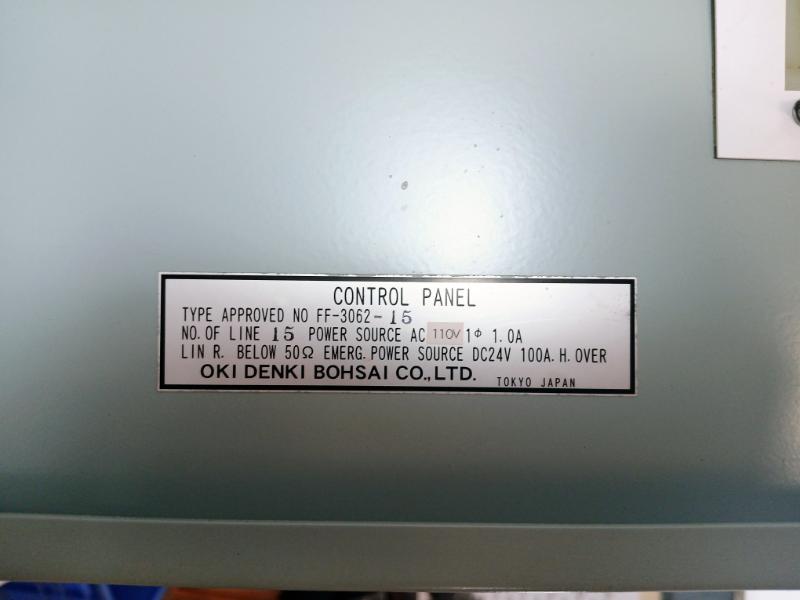 CONTROL PANEL
TYPE APPROVED NO FF-3062-15
NO. OF LINE 15 POWER SOURCE AC 110V 1Φ 1.0A
LIN R. BELOW 50Ω EMERG. POWER SOURCE DC24V 100A.H. OVER
OKI DENKI BOHSAI CO., LTD. TOKYO JAPAN